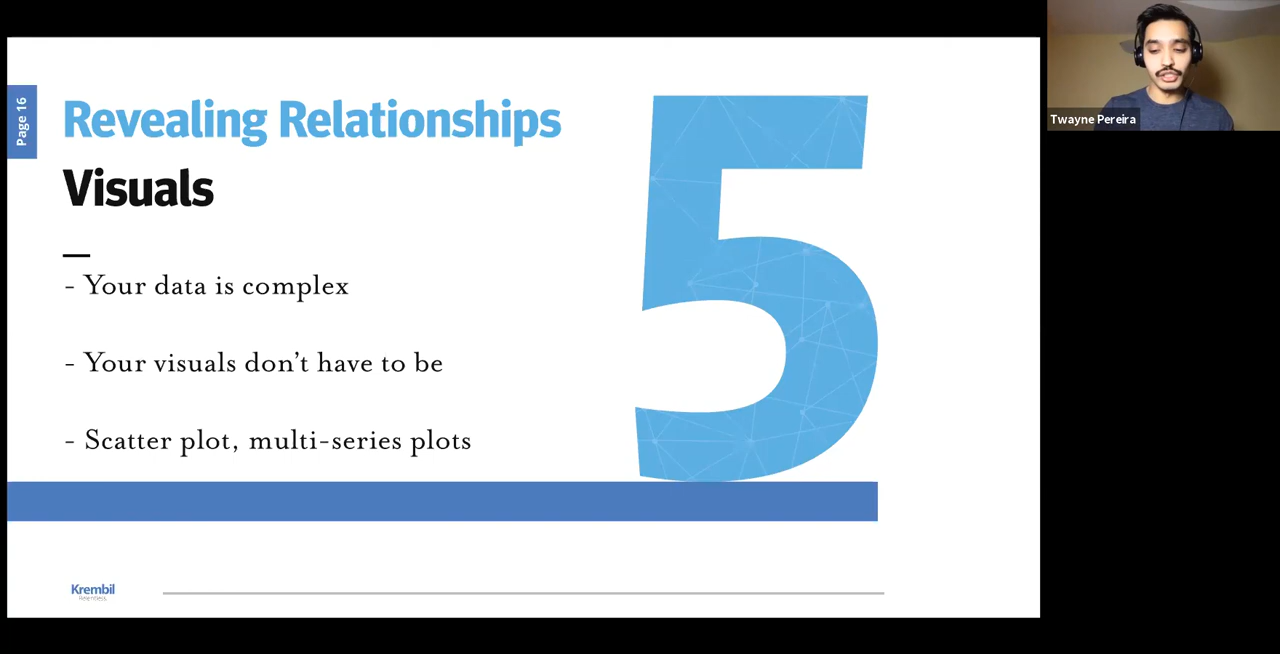 Page 16
Revealing Relationships
Visuals
- Your data is complex
- Your visuals don't have to be
- Scatter plot, multi-series plots
5
Krembil
Relentless.
Twayne Pereira